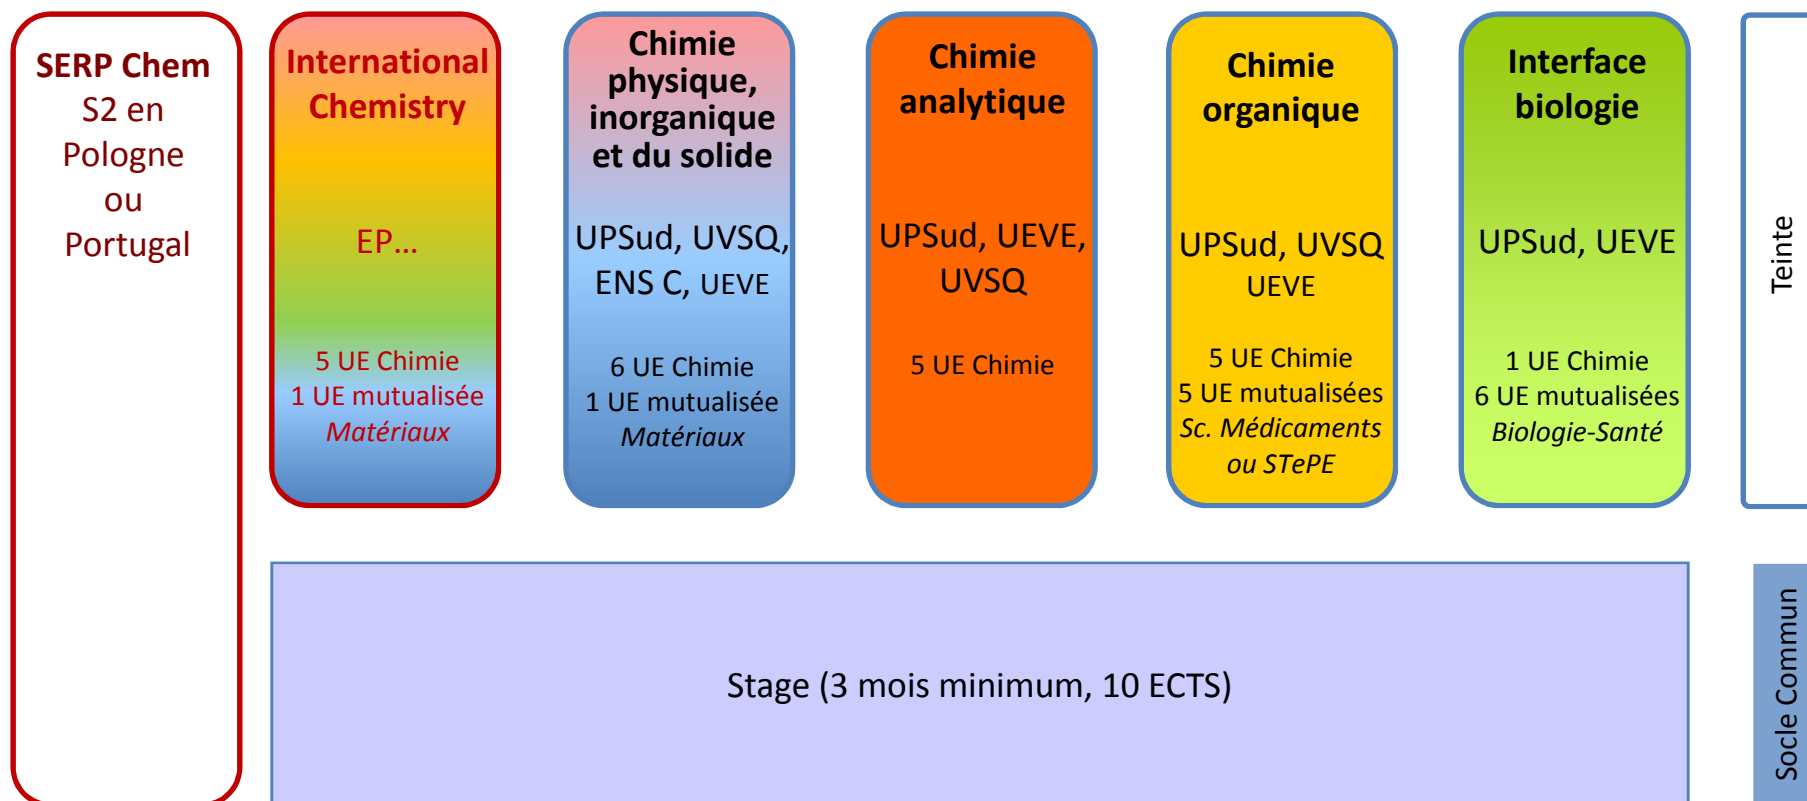 SERP Chem
S2 en
Pologne
ou
Portugal
International
Chemistry
EP...
5 UE Chimie
1 UE mutualisée
Matériaux
Chimie
physique,
inorganique
et du solide
UPSud, UVSQ,
ENS C, UEVE
6 UE Chimie
1 UE mutualisée
Matériaux
Chimie
analytique
UPSud, UEVE,
UVSQ
5 UE Chimie
Chimie
organique
UPSud, UVSQ
UEVE
5 UE Chimie
5 UE mutualisées
Sc. Médicaments
ou STePE
Interface
biologie
UPSud, UEVE
1 UE Chimie
6 UE mutualisées
Biologie-Santé
Teinte
Stage (3 mois minimum, 10 ECTS)
Socle Commun